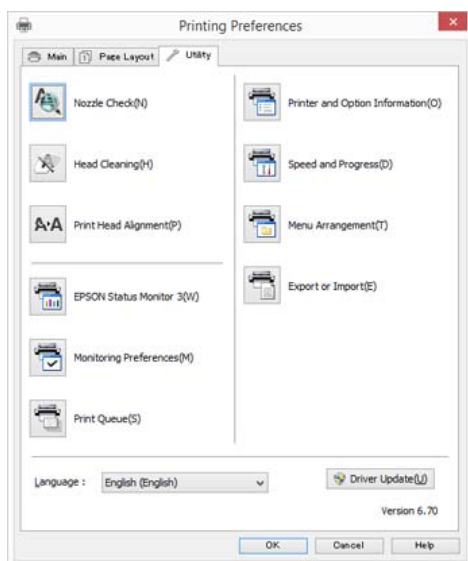 Printing Preferences
Main
Page Layout
Utility
Nozzle Check(N)
Head Cleaning(H)
Print Head Alignment(P)
EPSON Status Monitor 3(W)
Monitoring Preferences(M)
Print Queue(S)
Printer and Option Information(O)
Speed and Progress(D)
Menu Arrangement(T)
Export or Import(E)
Language : English (English)
Driver Update(U)
Version 6.70
OK Cancel Help